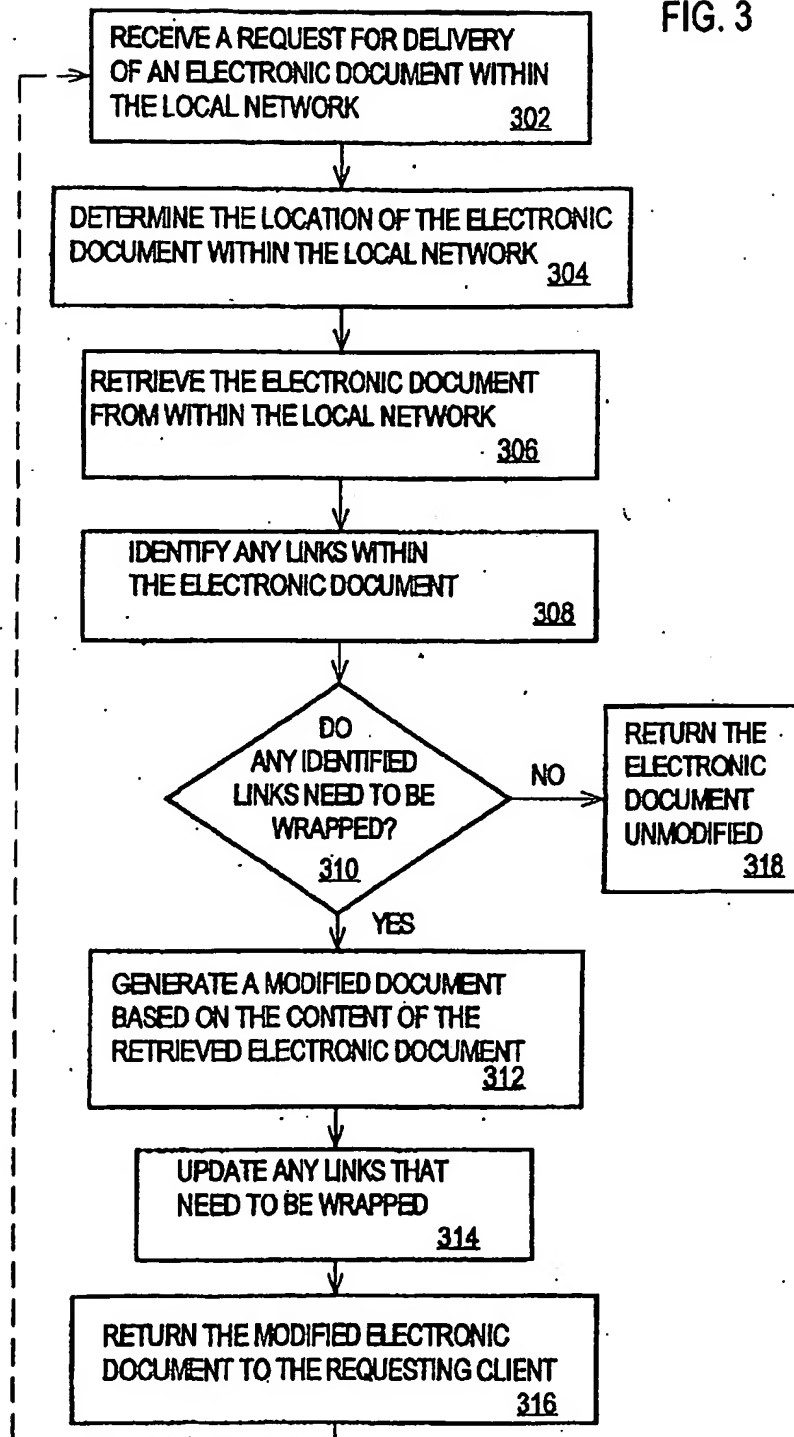 FIG. 3
RECEIVE A REQUEST FOR DELIVERY
OF AN ELECTRONIC DOCUMENT WITHIN
THE LOCAL NETWORK
302
DETERMINE THE LOCATION OF THE ELECTRONIC
DOCUMENT WITHIN THE LOCAL NETWORK
304
RETRIEVE THE ELECTRONIC DOCUMENT
FROM WITHIN THE LOCAL NETWORK
306
IDENTIFY ANY LINKS WITHIN
THE ELECTRONIC DOCUMENT
308
DO
ANY IDENTIFIED
LINKS NEED TO BE
WRAPPED?
310
NO
RETURN THE
ELECTRONIC
DOCUMENT
UNMODIFIED
318
YES
GENERATE A MODIFIED DOCUMENT
BASED ON THE CONTENT OF THE
RETRIEVED ELECTRONIC DOCUMENT
312
UPDATE ANY LINKS THAT
NEED TO BE WRAPPED
314
RETURN THE MODIFIED ELECTRONIC
DOCUMENT TO THE REQUESTING CLIENT
316